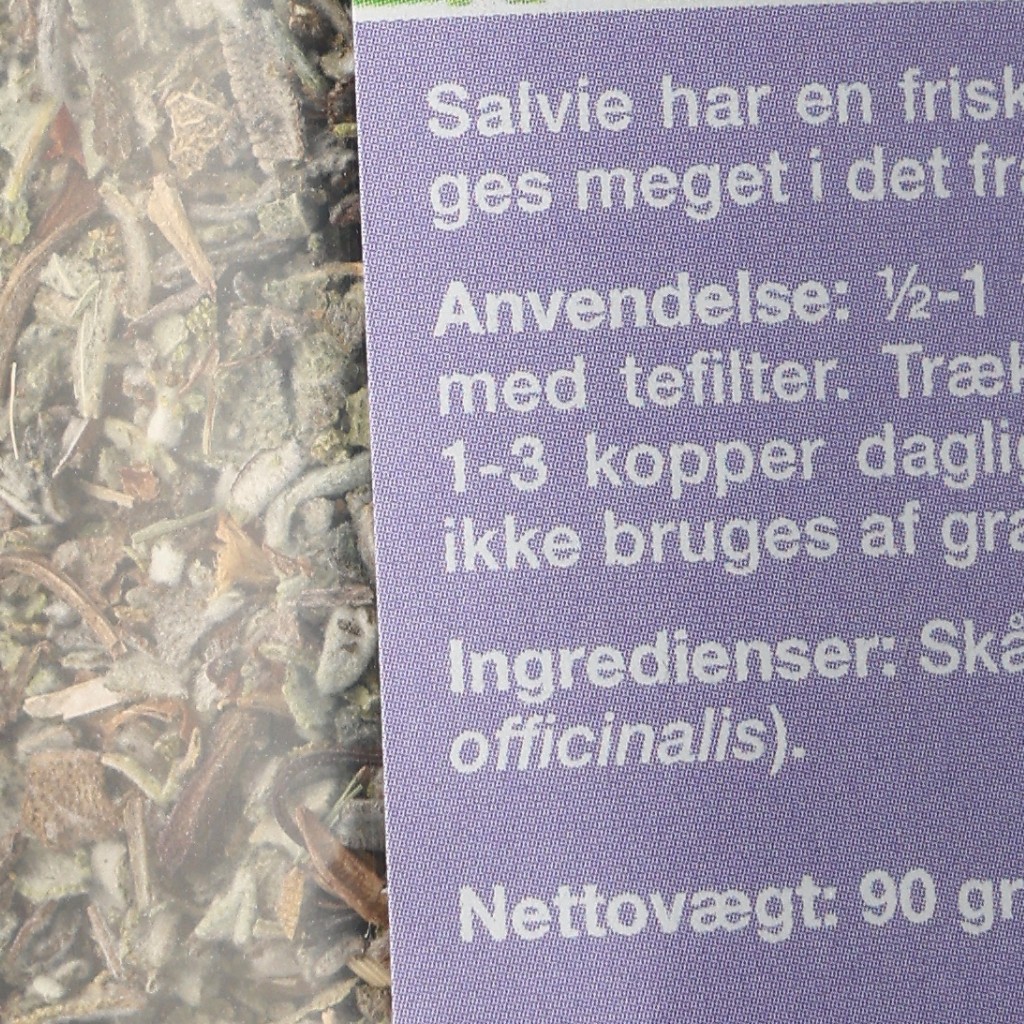 Salvie har en frisk
ges meget i det fr
Anvendelse: ½-1
med tefilter. Træk
1-3 kopper dagli
ikke bruges af gra
Ingredienser: Skå
officinalis).
Nettovægt: 90 gr